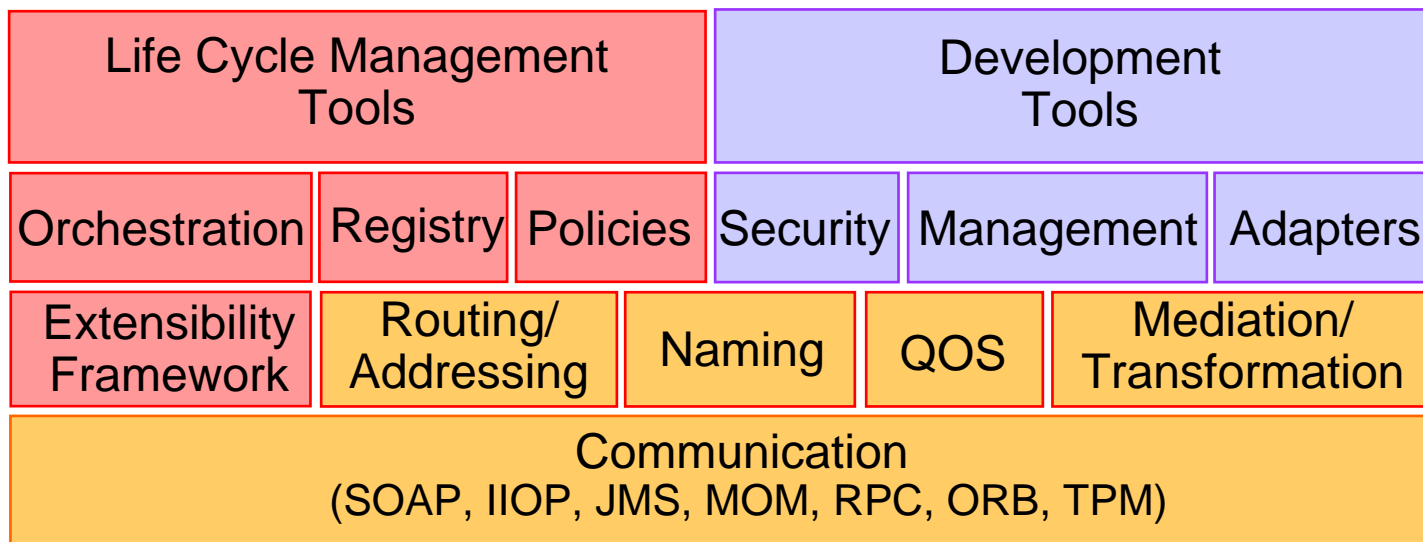 Life Cycle Management
Tools
Development
Tools
Orchestration
Registry
Policies
Security
Management
Adapters
Extensibility
Framework
Routing/
Addressing
Naming
QOS
Mediation/
Transformation
Communication
(SOAP, IIOP, JMS, MOM, RPC, ORB, TPM)